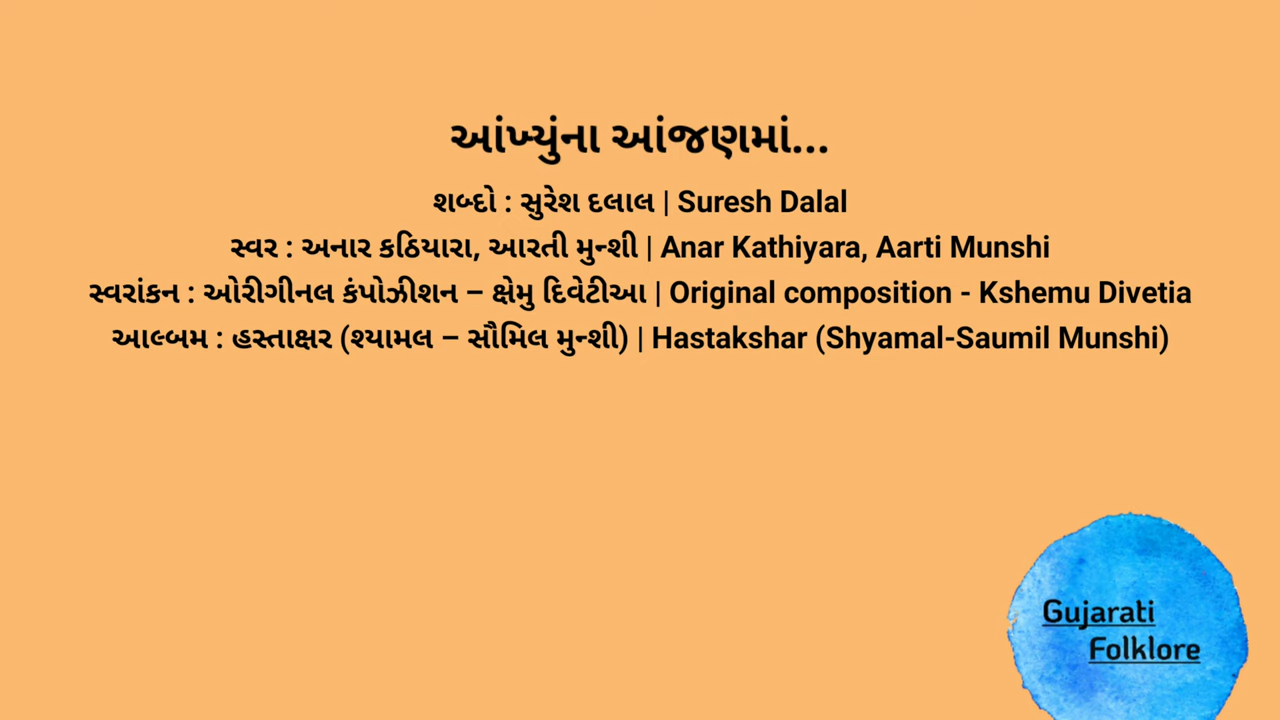 આંખ્યુંના આંજણમાં...
શબ્દો : સુરેશ દલાલ | Suresh Dalal
સ્વર : અનાર કઠિયારા, આરતી મુન્શી | Anar Kathiyara, Aarti Munshi
સ્વરાંકન : ઓરીગીનલ કંપોઝીશન – ક્ષેમુ દિવેટીઆ | Original composition - Kshemu Divetia
આલ્બમ : હસ્તાક્ષર (શ્યામલ – સૌમિલ મુન્શી) | Hastakshar (Shyamal-Saumil Munshi)
Gujarati
Folklore